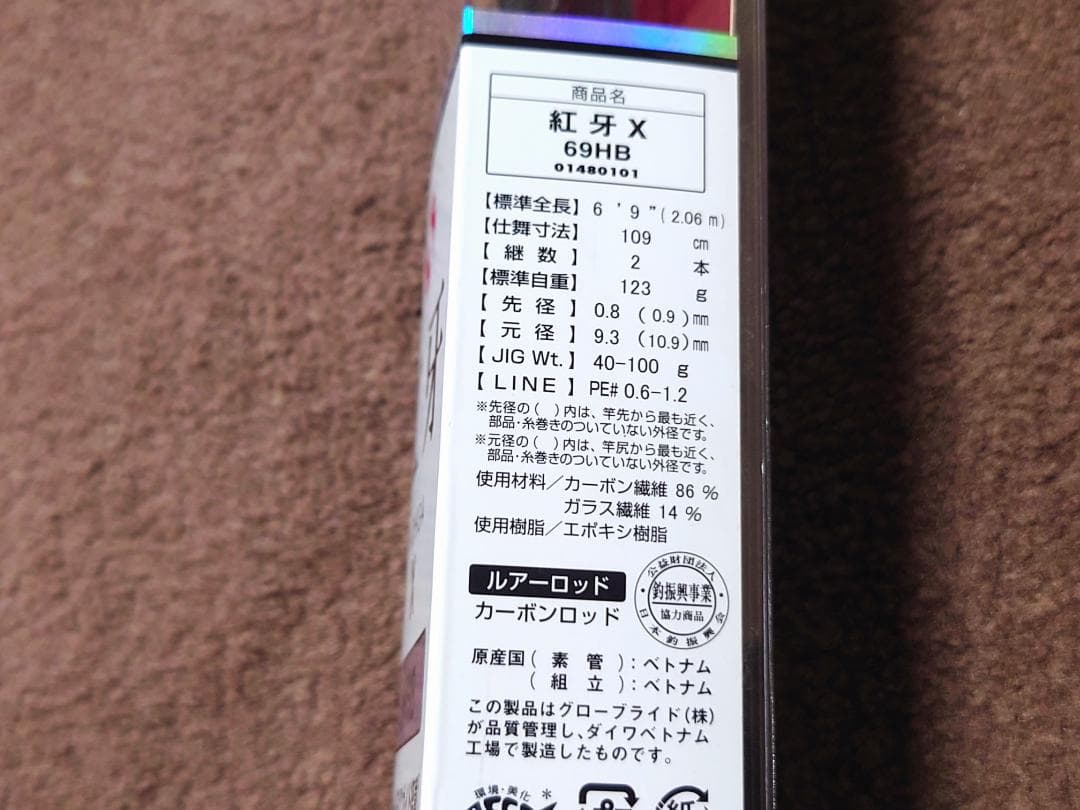 商品名
紅牙X
69HB
01480101
【標準全長】 6 ' 9 " (2.06 m)
【仕舞寸法】 109 cm
【 継 数 】 2 本
【標準自重】 123 g
【 先 径 】 0.8 (0.9) mm
【 元 径 】 9.3 (10.9) mm
【 JIG Wt. 】 40-100 g
【 LINE 】 PE# 0.6-1.2
※先径の( )内は、竿先から最も近く、
部品・糸巻きのついていない外径です。
※元径の( )内は、竿尻から最も近く、
部品・糸巻きのついていない外径です。
使用材料／カーボン繊維 86 %
ガラス繊維 14 %
使用樹脂／エポキシ樹脂
ルアーロッド
カーボンロッド
公益財団法人
釣振興事業
協力商品
日本釣振興会
原産国 ( 素 管 ) : ベトナム
( 組 立 ) : ベトナム
この製品はグローブライド(株)
が品質管理し、ダイワベトナム
工場で製造したものです。
環境・美化
牙